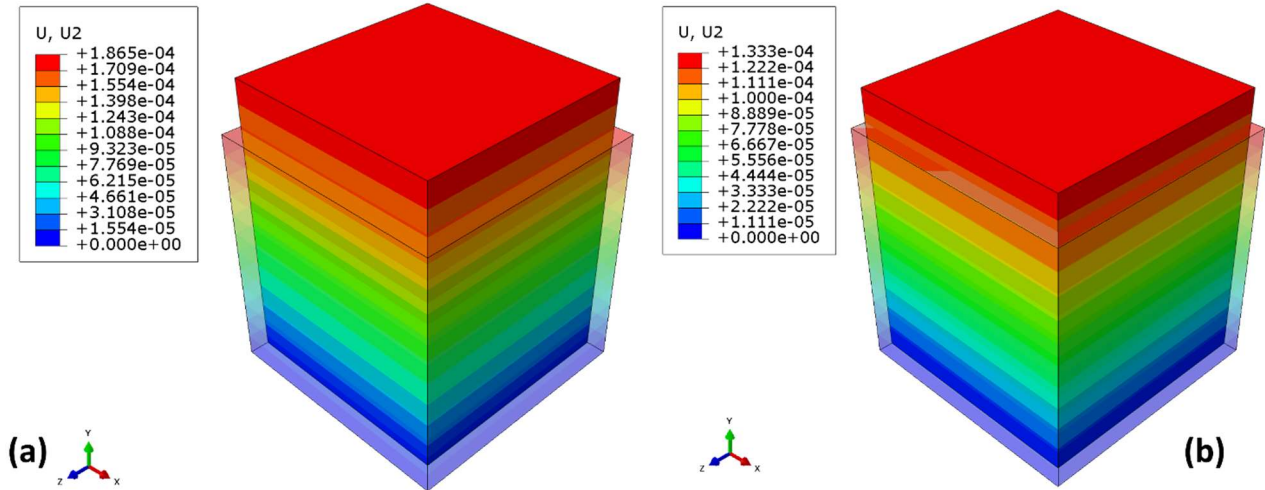 U, U2
+1.865e-04
+1.709e-04
+1.554e-04
+1.398e-04
+1.243e-04
+1.088e-04
+9.323e-05
+7.769e-05
+6.215e-05
+4.661e-05
+3.108e-05
+1.554e-05
+0.000e+00
(a)
Y
Z
X
U, U2
+1.333e-04
+1.222e-04
+1.111e-04
+1.000e-04
+8.889e-05
+7.778e-05
+6.667e-05
+5.556e-05
+4.444e-05
+3.333e-05
+2.222e-05
+1.111e-05
+0.000e+00
Y
Z
X
(b)